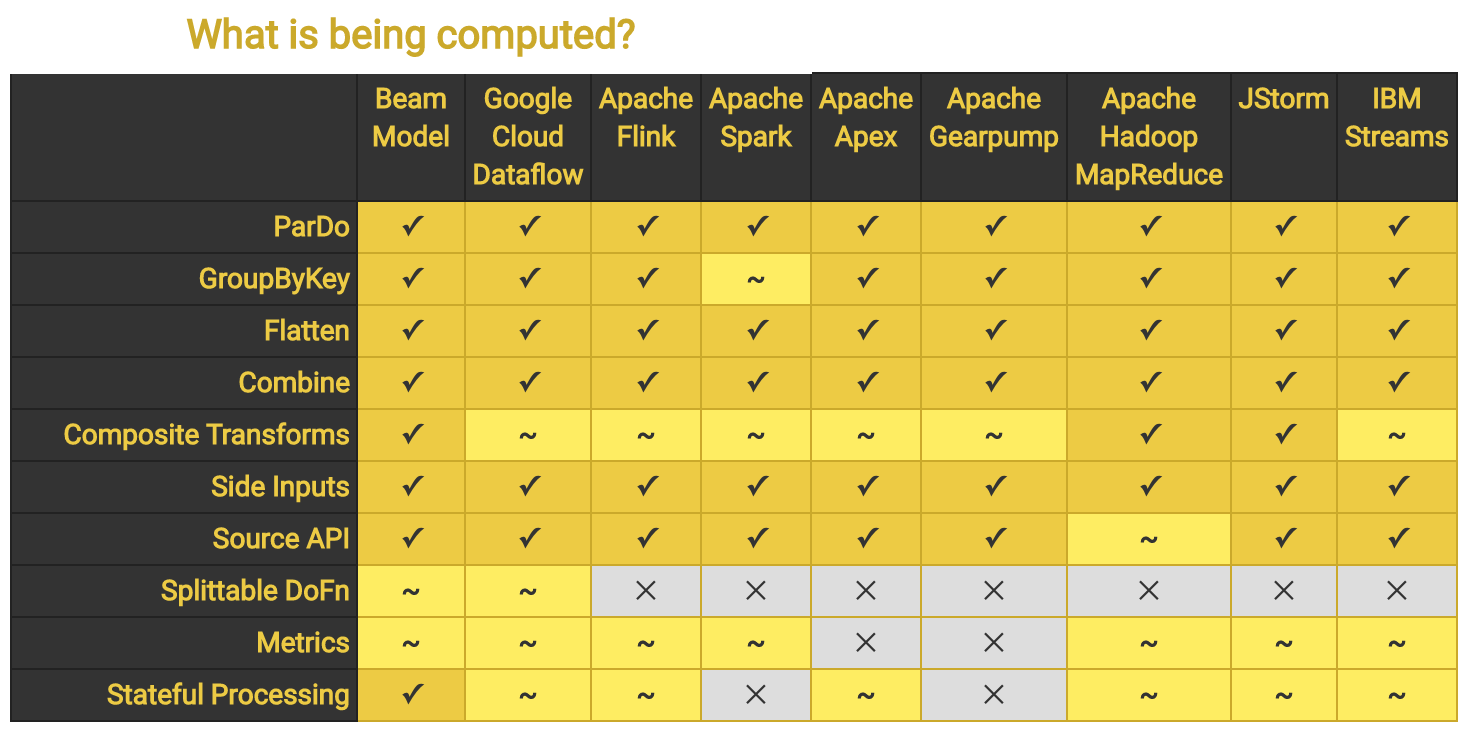 What is being computed?
Beam Model Google Cloud Dataflow Apache Flink Apache Spark Apache Apex Apache Gearpump Apache Hadoop MapReduce JStorm IBM Streams
ParDo ✓ ✓ ✓ ✓ ✓ ✓ ✓ ✓ ✓
GroupByKey ✓ ✓ ✓ ~ ✓ ✓ ✓ ✓ ✓
Flatten ✓ ✓ ✓ ✓ ✓ ✓ ✓ ✓ ✓
Combine ✓ ✓ ✓ ✓ ✓ ✓ ✓ ✓ ✓
Composite Transforms ✓ ~ ~ ~ ~ ~ ✓ ✓ ~
Side Inputs ✓ ✓ ✓ ✓ ✓ ✓ ✓ ✓ ✓
Source API ✓ ✓ ✓ ✓ ✓ ✓ ~ ✓ ✓
Splittable DoFn ~ ~ ✕ ✕ ✕ ✕ ✕ ✕ ✕
Metrics ~ ~ ~ ~ ✕ ✕ ~ ~ ~
Stateful Processing ✓ ~ ~ ✕ ~ ✕ ~ ~ ~